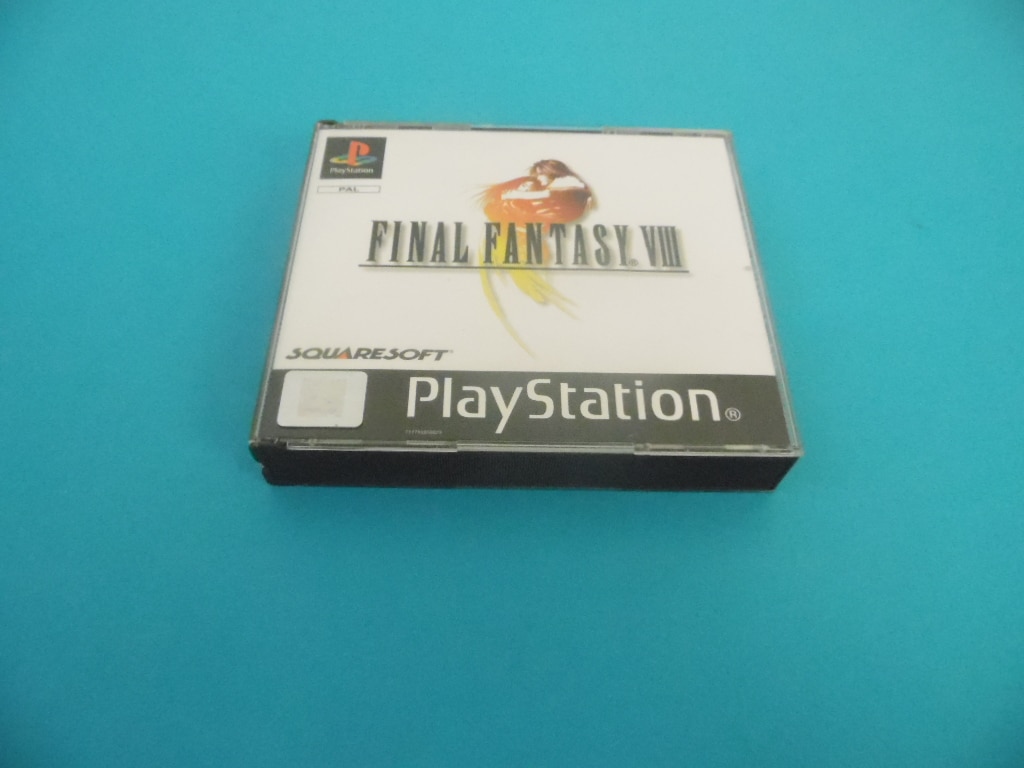 PlayStation
PAL
FINAL FANTASY® VIII
SQUARESOFT
PlayStation®